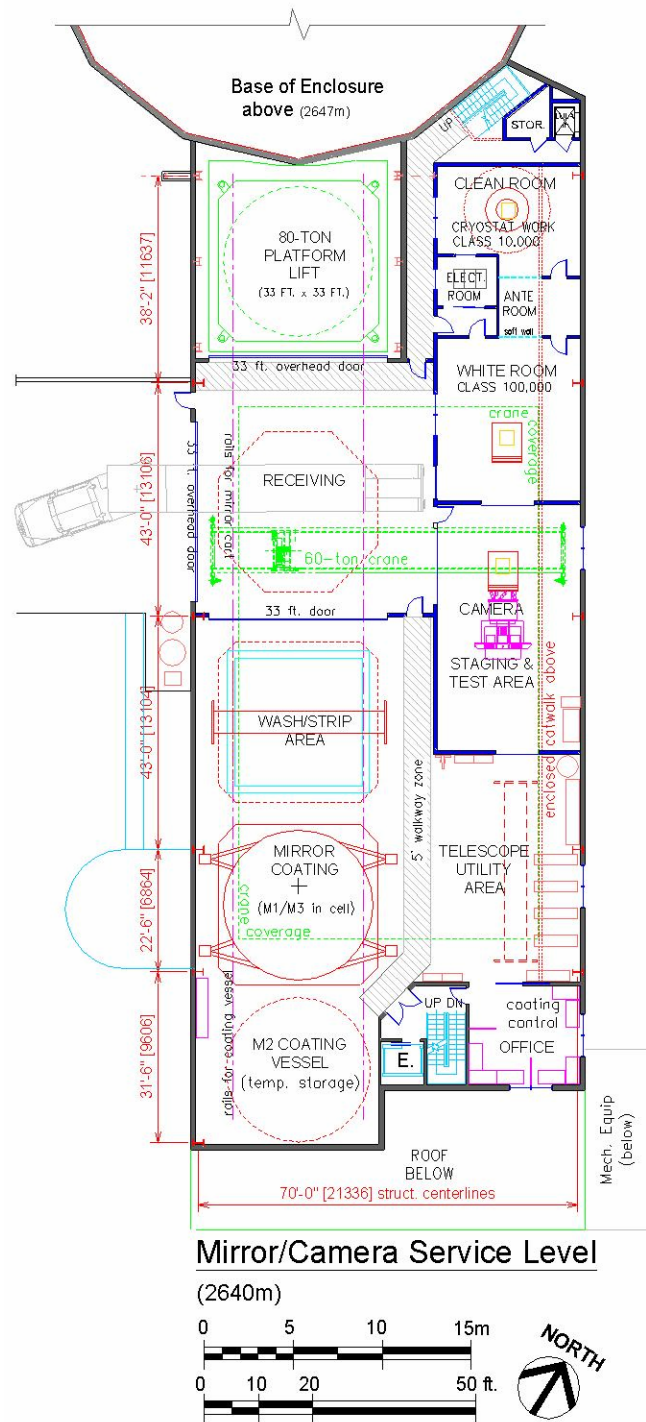 Base of Enclosure
above (2647m)
UP
STOR.
LULA
CLEAN ROOM
CRYOSTAT WORK
CLASS 10,000
80-TON
PLATFORM
LIFT
(33 FT. x 33 FT.)
ELECT.
ROOM
ANTE
ROOM
soft wall
38'-2" [11637]
33 ft. overhead door
WHITE ROOM
CLASS 100,000
crane
coverage
33 ft. overhead door
rails for mirror cart
RECEIVING
43'-0" [13106]
60-ton crane
CAMERA
STAGING &
TEST AREA
33 ft. door
enclosed catwalk above
WASH/STRIP
AREA
43'-0" [13104]
5' walkway zone
MIRROR
COATING
(M1/M3 in cell)
TELESCOPE
UTILITY
AREA
crane
coverage
22'-6" [6864]
rails-for-coating vessel
UP DN
coating
control
OFFICE
E.
M2 COATING
VESSEL
(temp. storage)
31'-6" [9606]
ROOF
BELOW
Mech. Equip
(below)
70'-0" [21336] struct. centerlines
Mirror/Camera Service Level
(2640m)
0 5 10 15m
0 10 20 50 ft.
NORTH